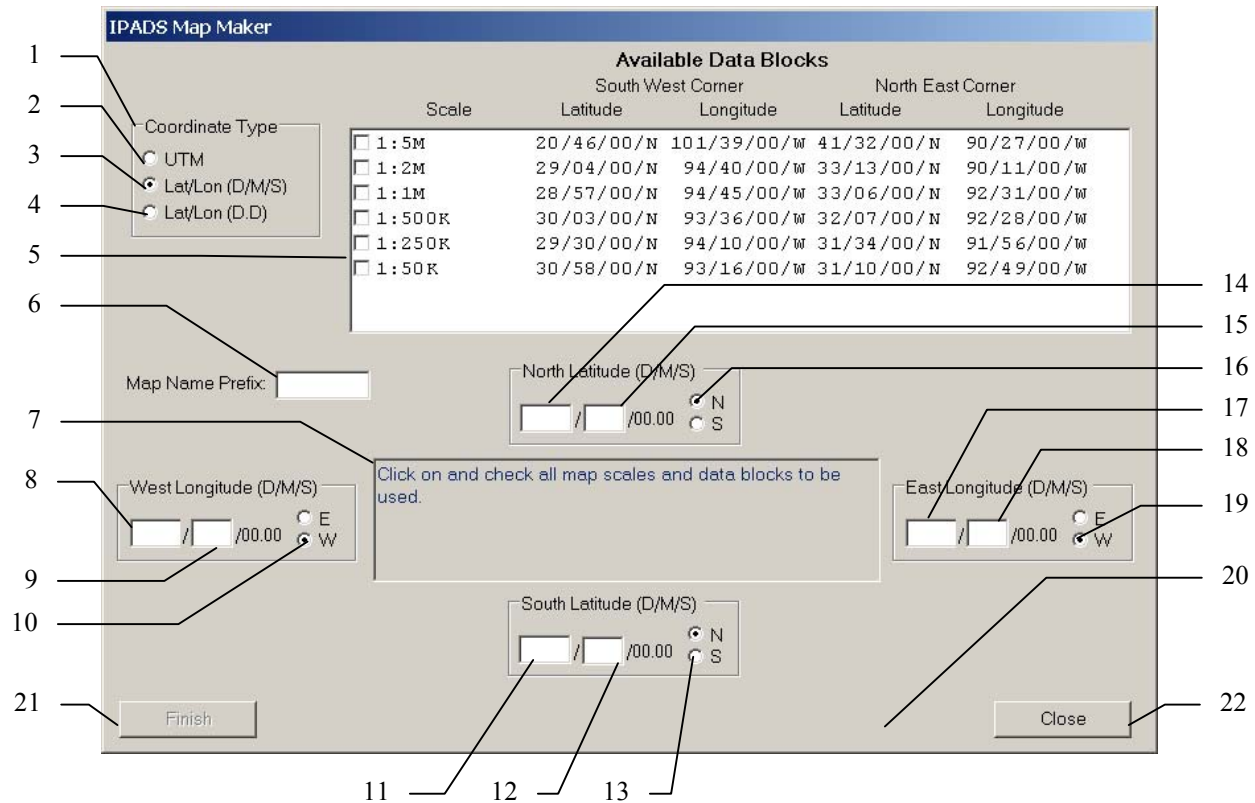 IPADS Map Maker
Available Data Blocks
South West Corner North East Corner
Scale Latitude Longitude Latitude Longitude
1:5M 20/46/00/N 101/39/00/W 41/32/00/N 90/27/00/W
1:2M 29/04/00/N 94/40/00/W 33/13/00/N 90/11/00/W
1:1M 28/57/00/N 94/45/00/W 33/06/00/N 92/31/00/W
1:500K 30/03/00/N 93/36/00/W 32/07/00/N 92/28/00/W
1:250K 29/30/00/N 94/10/00/W 31/34/00/N 91/56/00/W
1:50K 30/58/00/N 93/16/00/W 31/10/00/N 92/49/00/W
Coordinate Type
UTM
Lat/Lon (D/M/S)
Lat/Lon (D.D)
Map Name Prefix:
North Latitude (D/M/S)
/ /00.00 N
S
Click on and check all map scales and data blocks to be
used.
West Longitude (D/M/S)
/ /00.00 E
W
East Longitude (D/M/S)
/ /00.00 E
W
South Latitude (D/M/S)
/ /00.00 N
S
Finish
Close
1
2
3
4
5
6
7
8
9
10
11
12
13
14
15
16
17
18
19
20
21
22